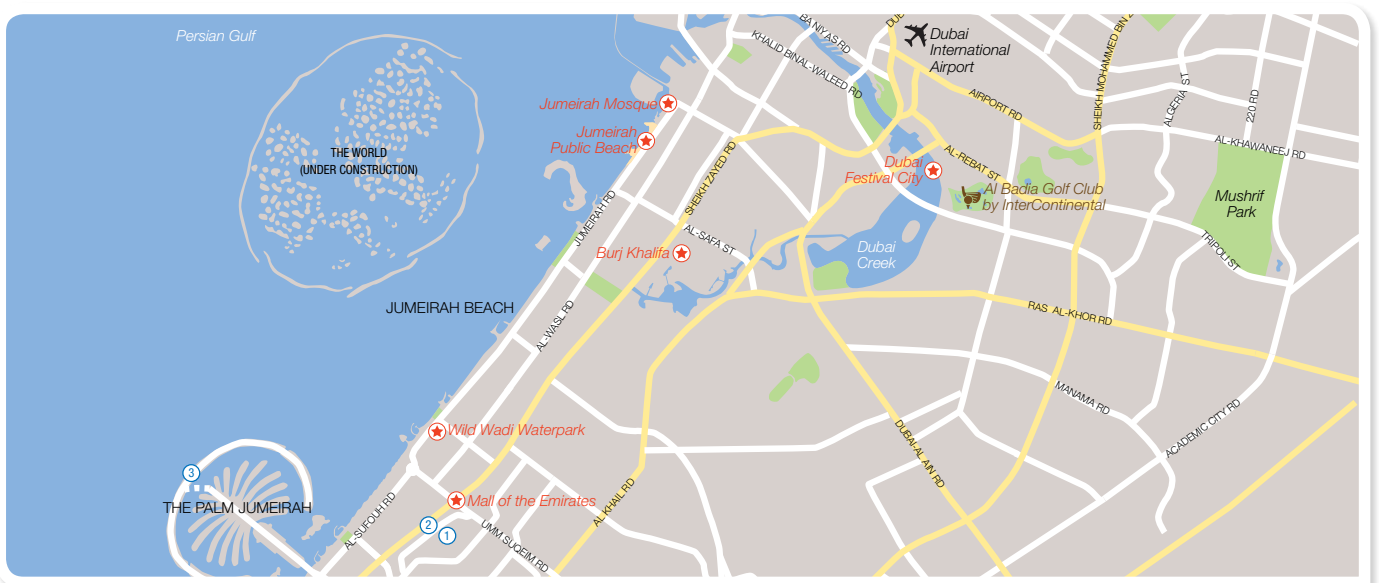 Persian Gulf
THE WORLD
(UNDER CONSTRUCTION)
BANIYAS RD
KHALID BINAL-WALEED RD
Dubai
International
Airport
AIRPORT RD
SHEIKH MOHAMMED BIN
ALGERIA ST
220 RD
AL-KHAWANEEJ RD
Jumeirah Mosque
Jumeirah
Public Beach
SHEIKH ZAYED RD
Dubai
Festival City
AL-REBAT ST
Al Badia Golf Club
by InterContinental
Mushrif
Park
TRIPOLI ST
JUMEIRAH RD
AL-SAFA ST
Burj Khalifa
Dubai
Creek
JUMEIRAH BEACH
AL-WASL RD
RAS AL-KHOR RD
MANAMA RD
ACADEMIC CITY RD
DUBAI-AL AIN RD
Wild Wadi Waterpark
3
THE PALM JUMEIRAH
Mall of the Emirates
AL-SUFOUH RD
2
1
UMM SUQEIM RD
AL KHAIL RD